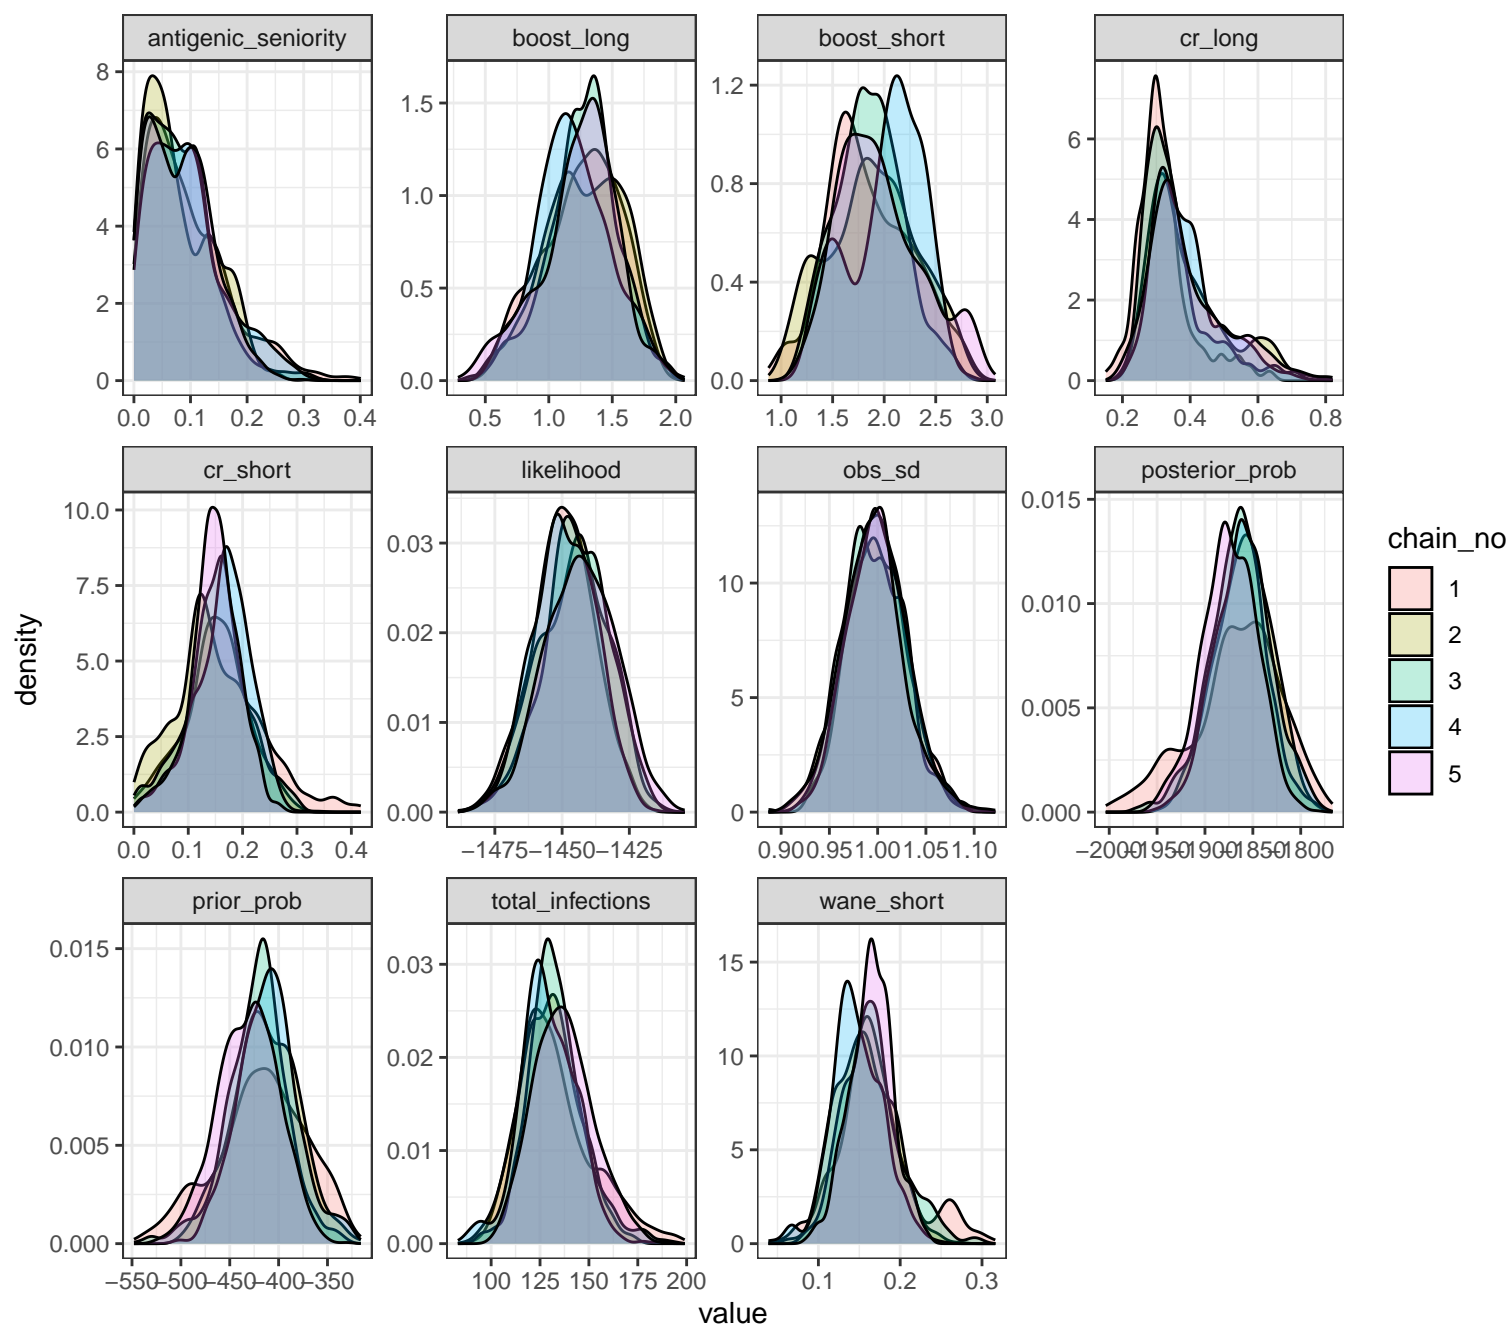 antigenic_seniority boost_long boost_short cr_long
8 6 4 2 0
1.5 1.0 0.5 0.0
1.2 0.8 0.4 0.0
6 4 2 0
0.0 0.1 0.2 0.3 0.4
0.5 1.0 1.5 2.0
1.0 1.5 2.0 2.5 3.0
0.2 0.4 0.6 0.8
cr_short likelihood obs_sd posterior_prob
10.0 7.5 5.0 2.5 0.0
0.03 0.02 0.01 0.00
10 5 0
0.015 0.010 0.005 0.000
0.0 0.1 0.2 0.3 0.4
−1475 −1450 −1425
0.90 0.95 1.00 1.05 1.10
−2000 −1950 −1900 −1850 −1800
prior_prob total_infections wane_short
0.015 0.010 0.005 0.000
0.03 0.02 0.01 0.00
15 10 5 0
−550 −500 −450 −400 −350
100 125 150 175 200
0.1 0.2 0.3
density
value
chain_no
1
2
3
4
5